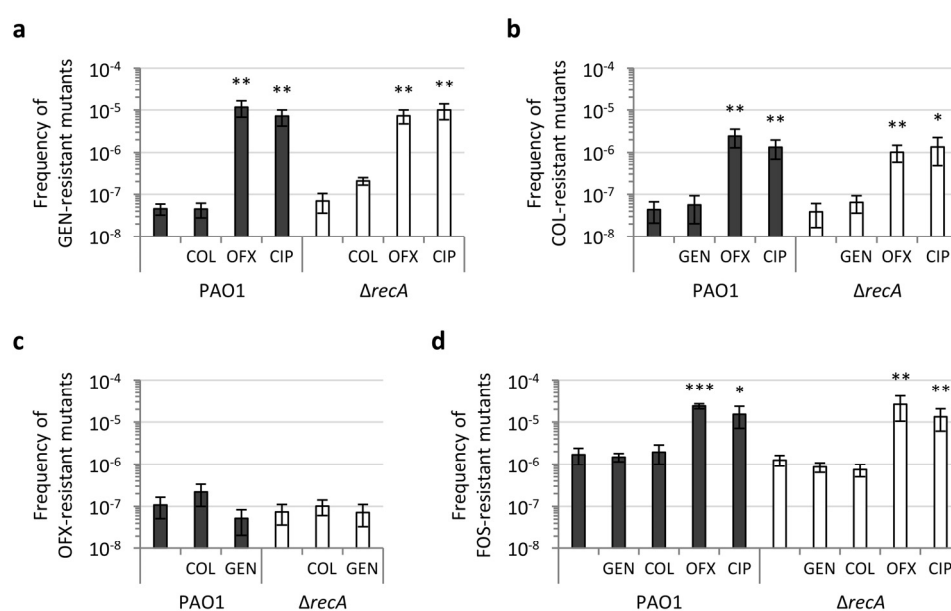 a
Frequency of
GEN-resistant mutants
10-4
10-5
10-6
10-7
10-8
** ** ** **
COL OFX CIP COL OFX CIP
PAO1 ΔrecA
b
Frequency of
COL-resistant mutants
10-4
10-5
10-6
10-7
10-8
** ** ** *
GEN OFX CIP GEN OFX CIP
PAO1 ΔrecA
c
Frequency of
OFX-resistant mutants
10-4
10-5
10-6
10-7
10-8
COL GEN COL GEN
PAO1 ΔrecA
d
Frequency of
FOS-resistant mutants
10-4
10-5
10-6
10-7
10-8
*** * ** **
GEN COL OFX CIP GEN COL OFX CIP
PAO1 ΔrecA